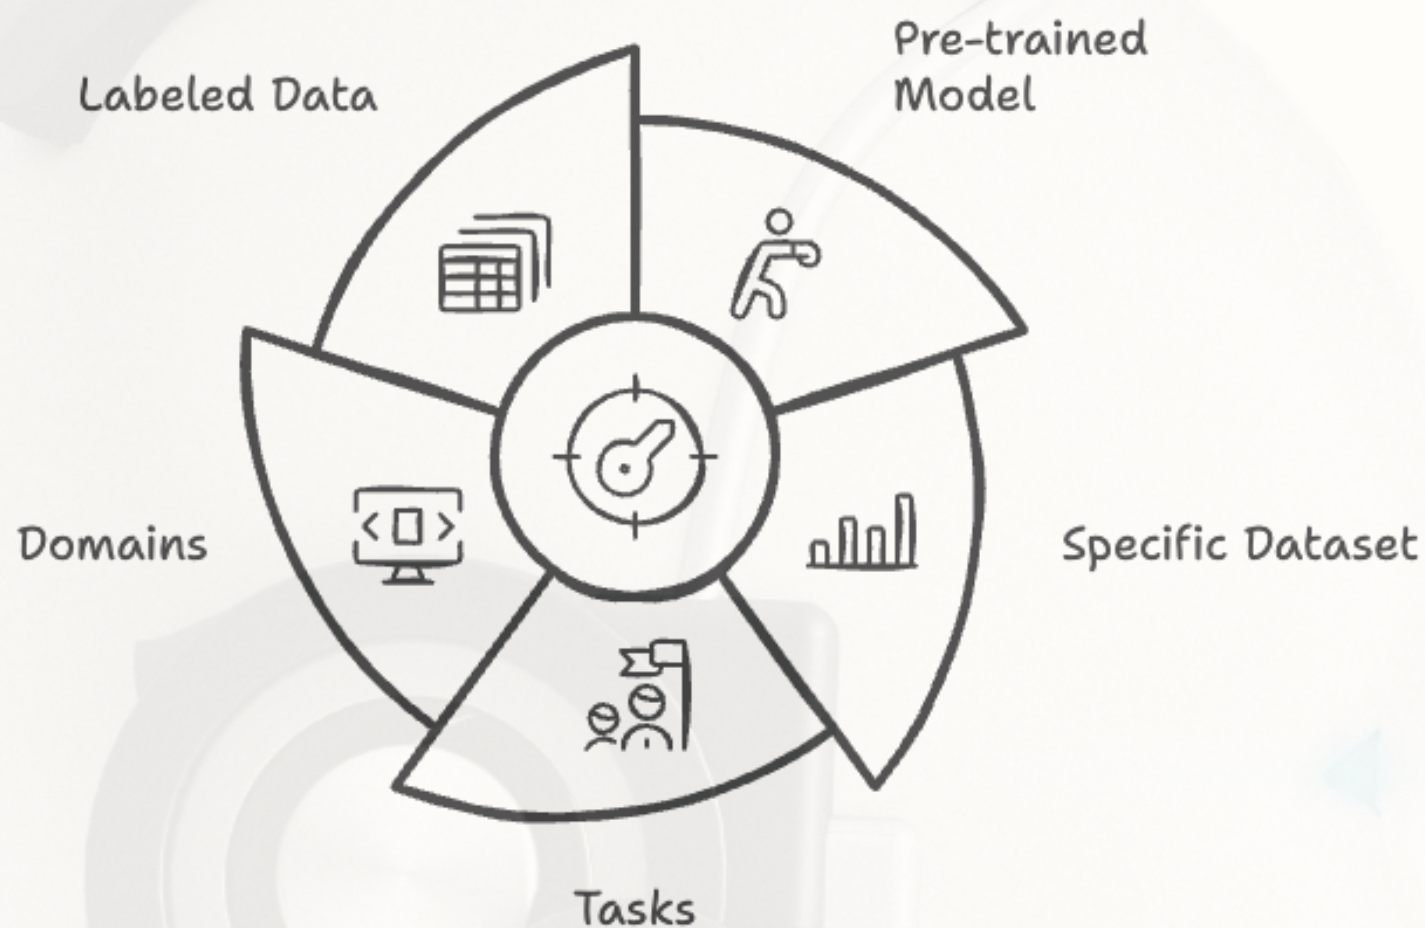 Labeled Data
Pre-trained
Model
Domains
Specific Dataset
Tasks